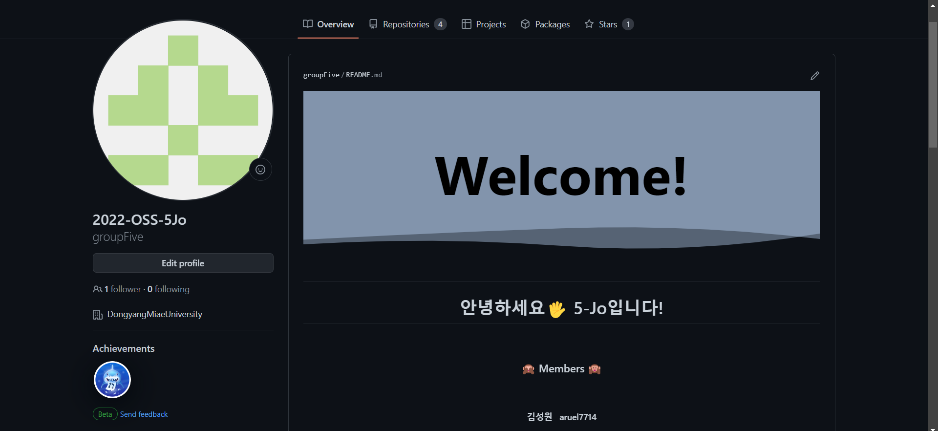 Overview Repositories 4 Projects Packages Stars 1
groupFive / README.md
Welcome!
2022-OSS-5Jo
groupFive
Edit profile
1 follower · 0 following
DongyangMiaeUniversity
Achievements
Beta Send feedback
안녕하세요🖐 5-Jo입니다!
🙈 Members 🙊
김성원 aruel7714